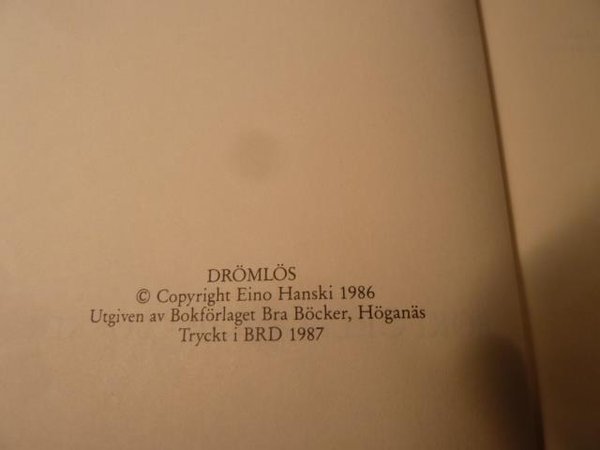 DRÖMLÖS
© Copyright Eino Hanski 1986
Utgiven av Bokförlaget Bra Böcker, Höganäs
Tryckt i BRD 1987